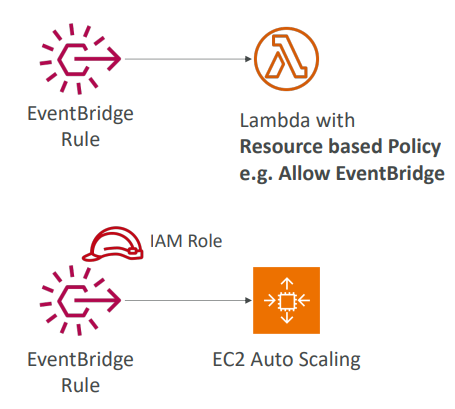 EventBridge
Rule
Lambda with
Resource based Policy
e.g. Allow EventBridge
IAM Role
EventBridge
Rule
EC2 Auto Scaling